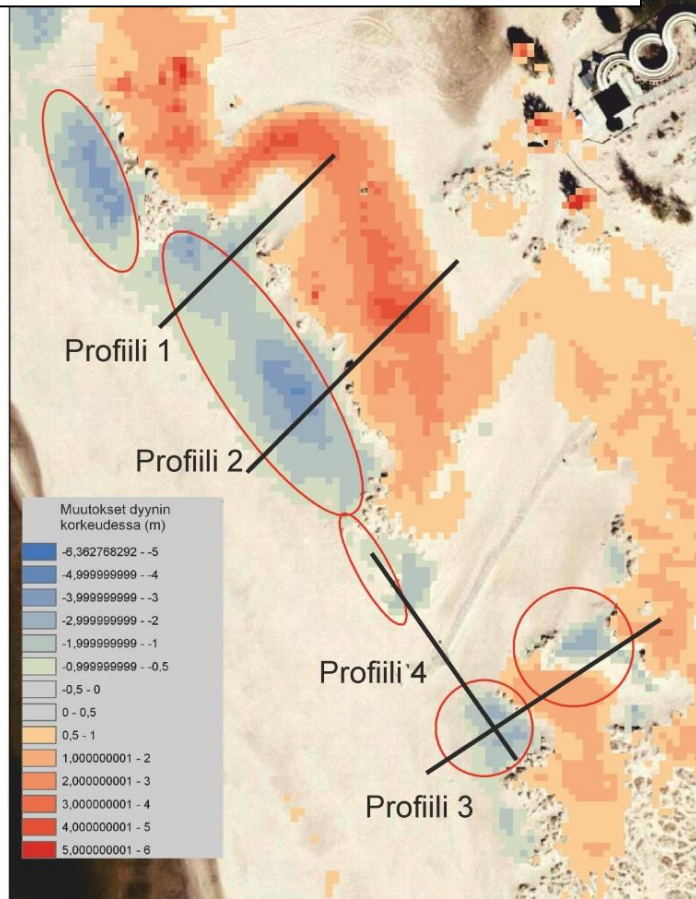 Profiili 1
Profiili 2
Muutokset dyynin
korkeudessa (m)
-6,362768292 - -5
-4,999999999 - -4
-3,999999999 - -3
-2,999999999 - -2
-1,999999999 - -1
-0,999999999 - -0,5
-0,5 - 0
0 - 0,5
0,5 - 1
1,000000001 - 2
2,000000001 - 3
3,000000001 - 4
4,000000001 - 5
5,000000001 - 6
Profiili 4
Profiili 3